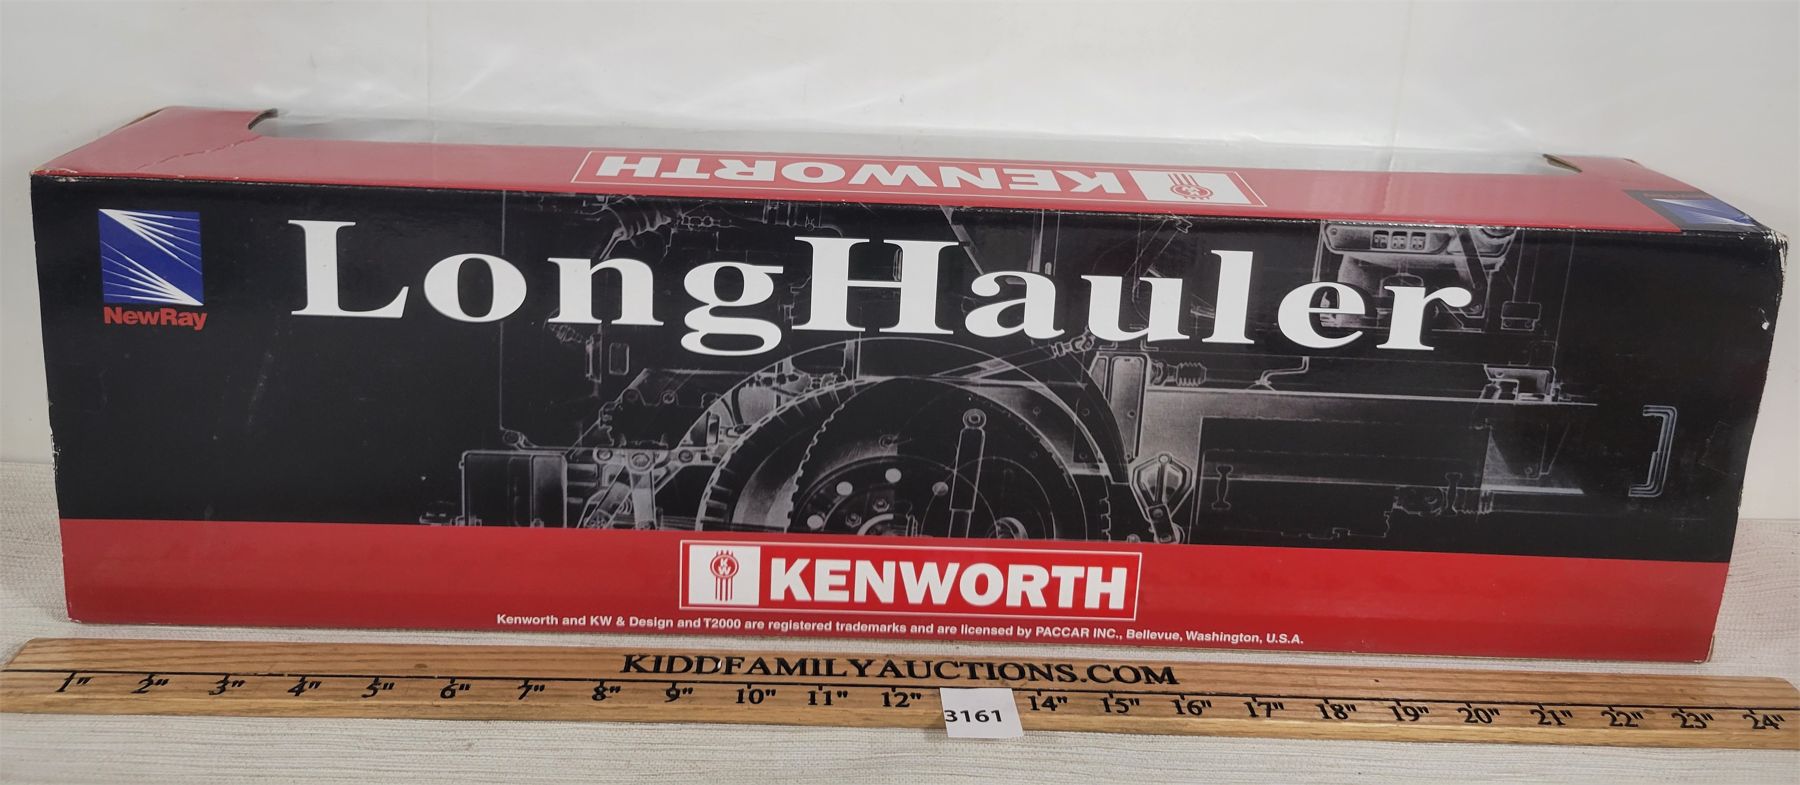 KENWORTH
NewRay
LongHauler
KENWORTH
Kenworth and KW & Design and T2000 are registered trademarks and are licensed by PACCAR INC., Bellevue, Washington, U.S.A.
KIDDFAMILYAUCTIONS.COM
1" 2" 3" 4" 5" 6" 7" 8" 9" 10" 11" 12" 14" 15" 16" 17" 18" 19" 20" 21" 22" 23" 24"
3161